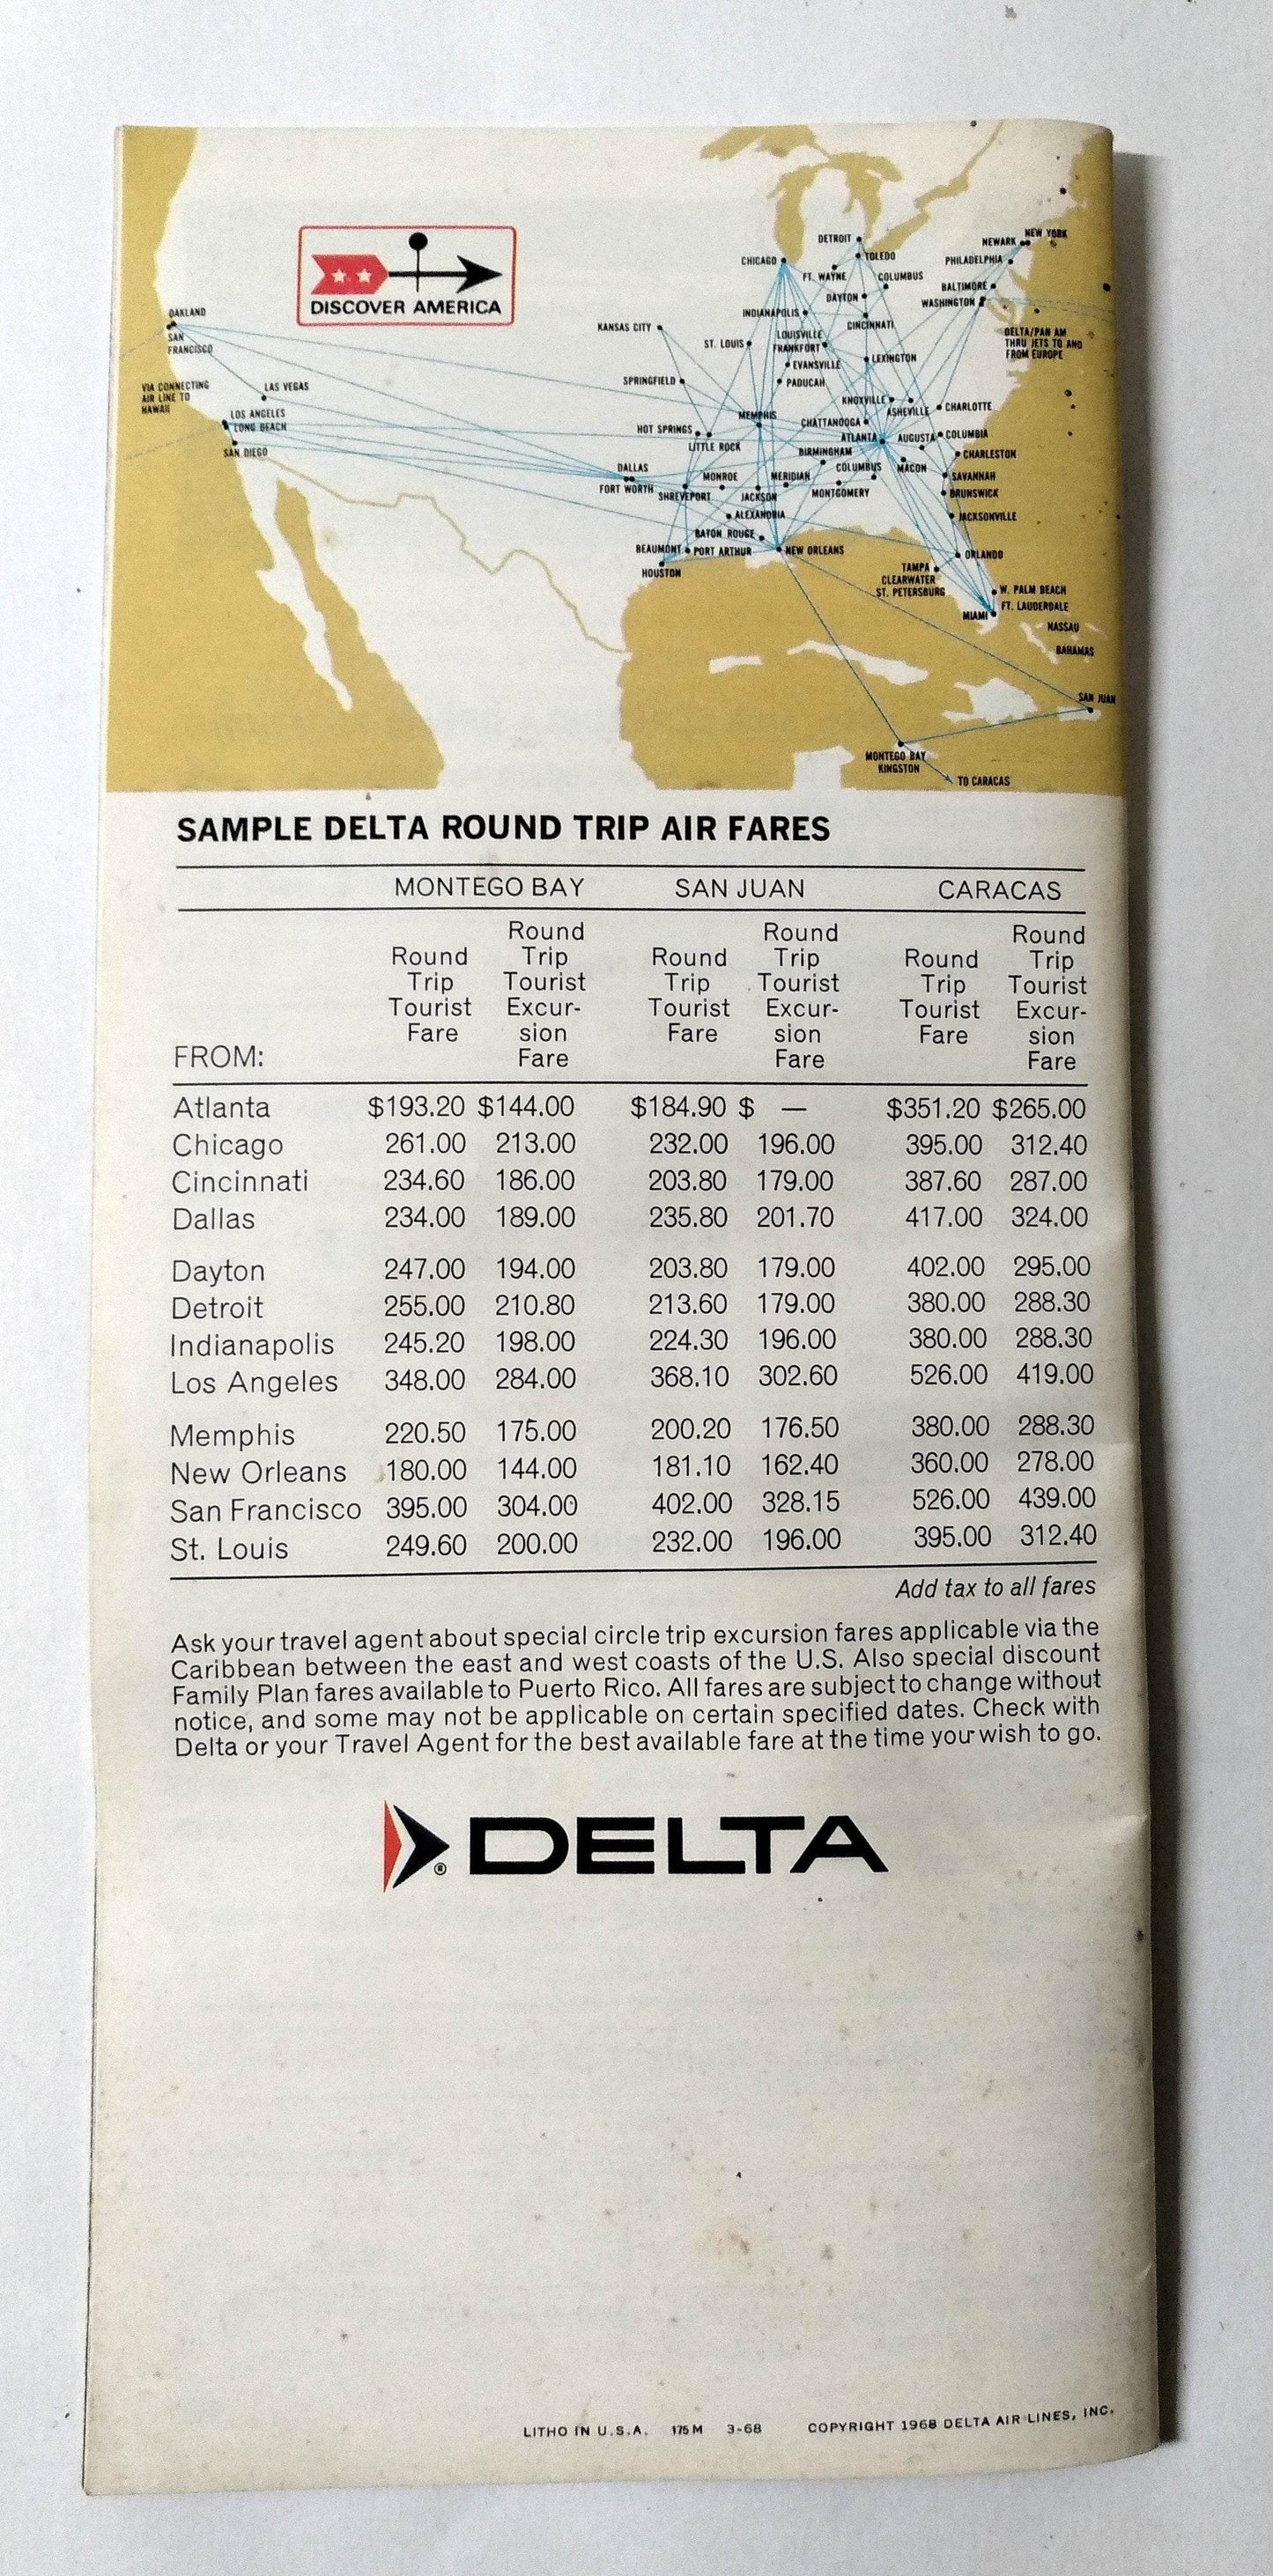 DISCOVER AMERICA
OAKLAND
SAN
FRANCISCO
VIA CONNECTING
AIR LINE TO
HAWAII
LAS VEGAS
LOS ANGELES
LONG BEACH
SAN DIEGO
KANSAS CITY
SPRINGFIELD
HOT SPRINGS
LITTLE ROCK
DALLAS
FORT WORTH
SHREVEPORT
MONROE
JACKSON
MERIDIAN
ALEXANDRIA
BATON ROUGE
BEAUMONT
PORT ARTHUR
HOUSTON
NEW ORLEANS
CHICAGO
DETROIT
TOLEDO
FT. WAYNE
COLUMBUS
DAYTON
INDIANAPOLIS
CINCINNATI
ST. LOUIS
LOUISVILLE
FRANKFORT
LEXINGTON
EVANSVILLE
PADUCAH
MEMPHIS
KNOXVILLE
ASHEVILLE
CHARLOTTE
CHATTANOOGA
ATLANTA
AUGUSTA
COLUMBIA
BIRMINGHAM
COLUMBUS
MACON
CHARLESTON
SAVANNAH
MONTGOMERY
BRUNSWICK
JACKSONVILLE
ORLANDO
TAMPA
CLEARWATER
ST. PETERSBURG
W. PALM BEACH
FT. LAUDERDALE
MIAMI
NASSAU
BAHAMAS
NEW YORK
NEWARK
PHILADELPHIA
BALTIMORE
WASHINGTON
DELTA/PAN AM
THRU JETS TO AND
FROM EUROPE
SAN JUAN
MONTEGO BAY
KINGSTON
TO CARACAS
SAMPLE DELTA ROUND TRIP AIR FARES
MONTEGO BAY SAN JUAN CARACAS
Round Trip Tourist Fare
Round Trip Tourist Excur-sion Fare
Round Trip Tourist Fare
Round Trip Tourist Excur-sion Fare
Round Trip Tourist Fare
Round Trip Tourist Excur-sion Fare
FROM:
Atlanta $193.20 $144.00 $184.90 $ — $351.20 $265.00
Chicago 261.00 213.00 232.00 196.00 395.00 312.40
Cincinnati 234.60 186.00 203.80 179.00 387.60 287.00
Dallas 234.00 189.00 235.80 201.70 417.00 324.00
Dayton 247.00 194.00 203.80 179.00 402.00 295.00
Detroit 255.00 210.80 213.60 179.00 380.00 288.30
Indianapolis 245.20 198.00 224.30 196.00 380.00 288.30
Los Angeles 348.00 284.00 368.10 302.60 526.00 419.00
Memphis 220.50 175.00 200.20 176.50 380.00 288.30
New Orleans 180.00 144.00 181.10 162.40 360.00 278.00
San Francisco 395.00 304.00 402.00 328.15 526.00 439.00
St. Louis 249.60 200.00 232.00 196.00 395.00 312.40
Add tax to all fares
Ask your travel agent about special circle trip excursion fares applicable via the
Caribbean between the east and west coasts of the U.S. Also special discount
Family Plan fares available to Puerto Rico. All fares are subject to change without
notice, and some may not be applicable on certain specified dates. Check with
Delta or your Travel Agent for the best available fare at the time you wish to go.
® DELTA
LITHO IN U.S.A. 175M 3-68 COPYRIGHT 1968 DELTA AIR LINES, INC.